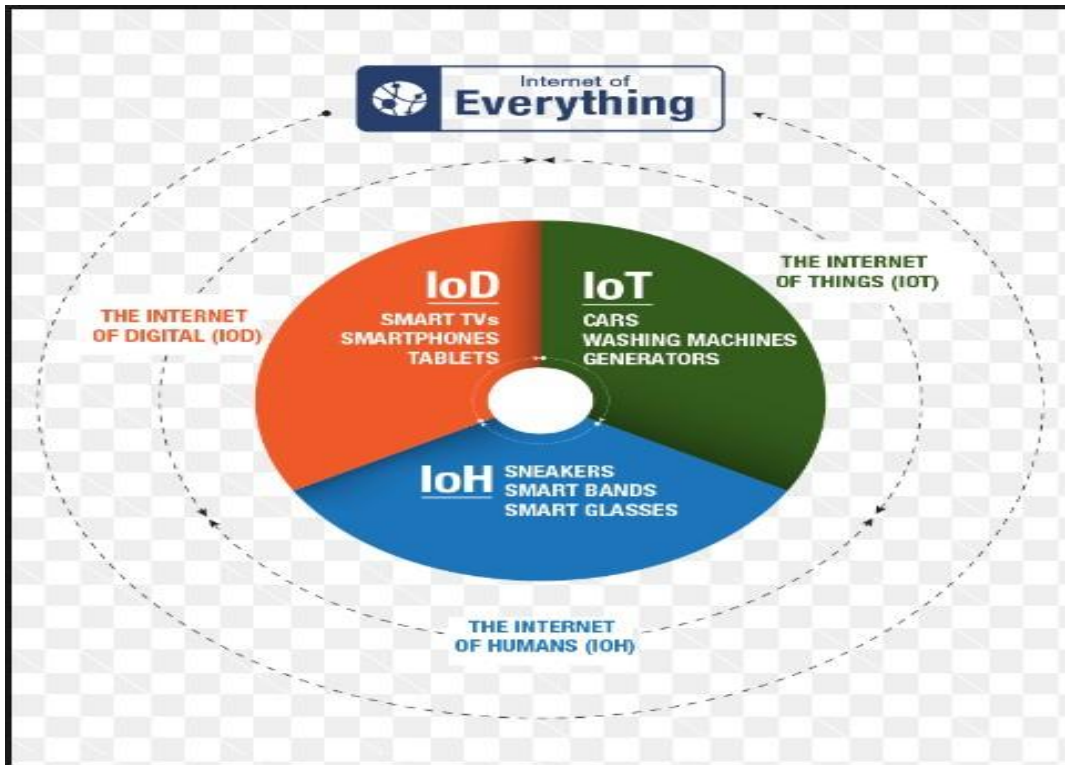 Internet of
Everything
THE INTERNET
OF THINGS (IOT)
THE INTERNET
OF DIGITAL (IOD)
IoD
SMART TVs
SMARTPHONES
TABLETS
IoT
CARS
WASHING MACHINES
GENERATORS
IoH
SNEAKERS
SMART BANDS
SMART GLASSES
THE INTERNET
OF HUMANS (IOH)